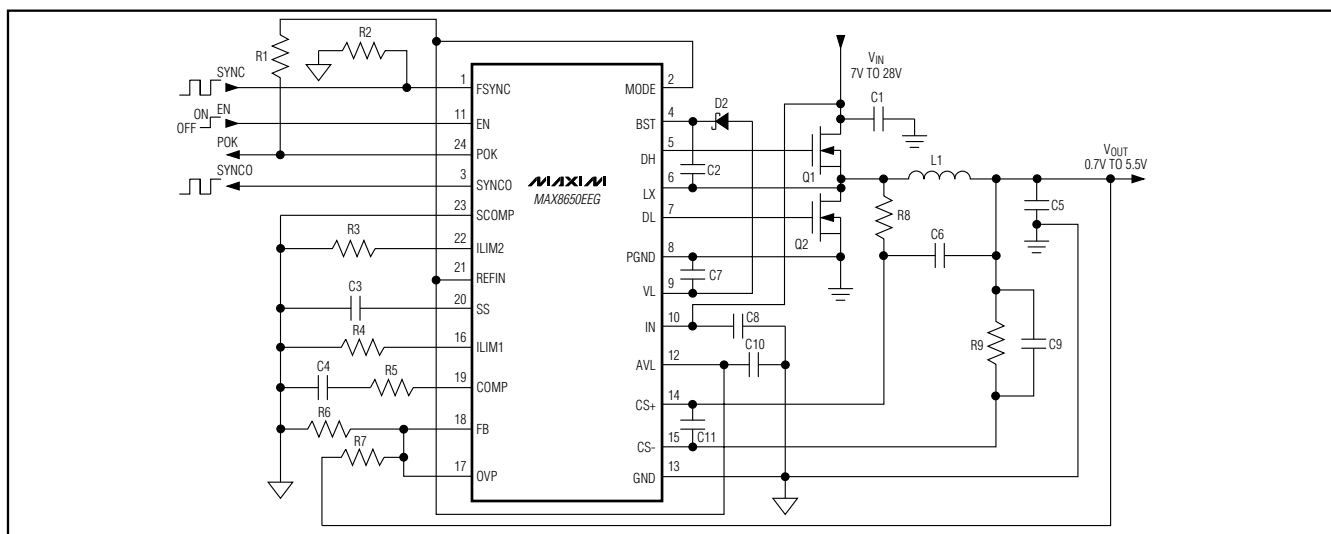 R1
R2
SYNC
1
FSYNC
ON
OFF
EN
11
EN
POK
24
POK
SYNCO
3
SYNCO
23
SCOMP
R3
22
ILIM2
21
REFIN
C3
20
SS
R4
16
ILIM1
C4
R5
19
COMP
R6
18
FB
R7
17
OVP
MAXIM
MAX8650EEG
2
MODE
4
BST
5
DH
6
LX
7
DL
8
PGND
9
VL
10
IN
12
AVL
14
CS+
15
CS-
13
GND
D2
C2
C7
C8
C10
C11
VIN
7V TO 28V
C1
Q1
Q2
L1
R8
C6
R9
C9
C5
VOUT
0.7V TO 5.5V